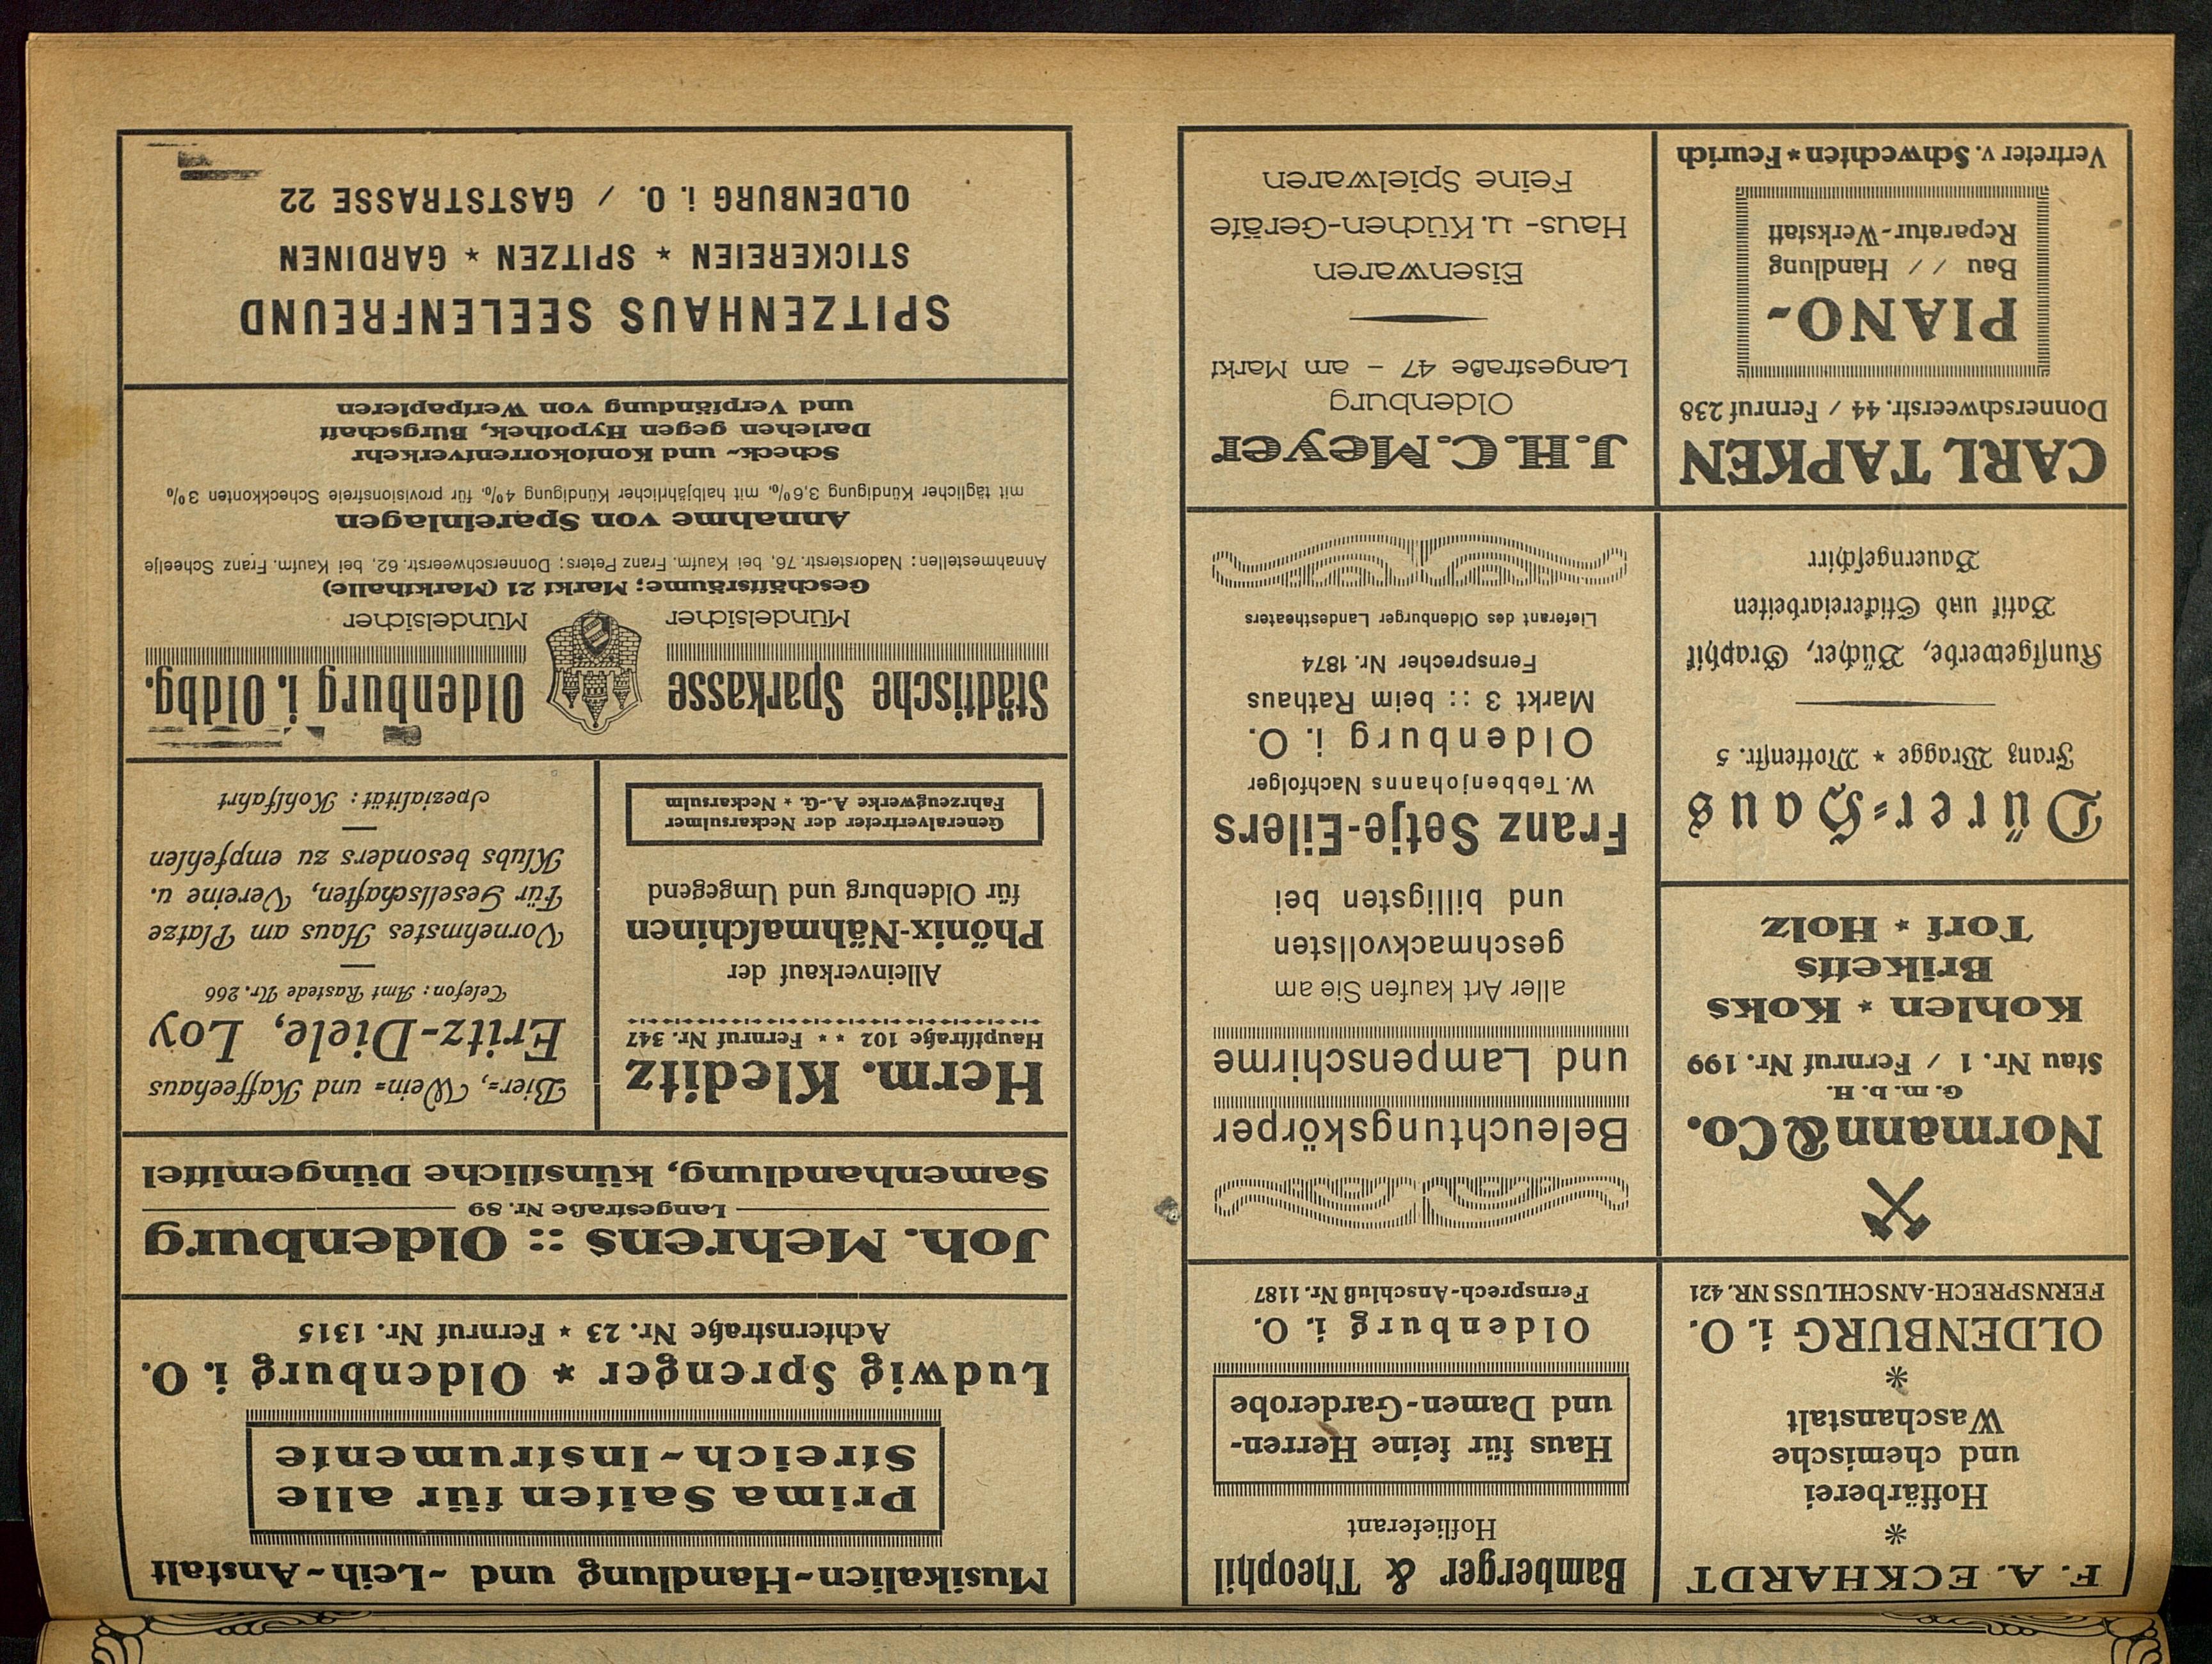 F. A. ECKHARDT
*
Hoffärberei
und chemische
Waschanstalt
*
OLDENBURG i. O.
FERNSPRECH-ANSCHLUSS NR. 421
Normann & Co.
G. m. b. H.
Stau Nr. 1 / Fernruf Nr. 199
Kohlen * Koks
Briketts
Torf * Holz
Dürer-Haus
Franz Wragge * Mottenstr. 5
Kunstgewerbe, Bücher, Graphik
Batik und Stickereiarbeiten
Bauerngeschirr
CARL TAPKEN
Donnerschweerstr. 44 / Fernruf 238
PIANO-
Bau // Handlung
Reparatur-Werkstatt
Vertreter v. Schwechten * Feurich
Bamberger & Theophil
Hoflieferant
Haus für feine Herren-
und Damen-Garderobe
Oldenburg i. O.
Fernsprech-Anschluß Nr. 1187
Beleuchtungskörper
und Lampenschirme
aller Art kaufen Sie am
geschmackvollsten
und billigsten bei
Franz Setje-Eilers
W. Tebbenjohanns Nachfolger
Oldenburg i. O.
Markt 3 :: beim Rathaus
Fernsprecher Nr. 1874
Lieferant des Oldenburger Landestheaters
J. H. C. Meyer
Oldenburg
Langestraße 47 – am Markt
Eisenwaren
Haus- u. Küchen-Geräte
Feine Spielwaren
Musikalien-Handlung und -Leih-Anstalt
Prima Saiten für alle
Streich-Instrumente
Ludwig Sprenger * Oldenburg i. O.
Achternstraße Nr. 23 * Fernruf Nr. 1315
Joh. Mehrens :: Oldenburg
Langestraße Nr. 89
Samenhandlung, künstliche Düngemittel
Herm. Kleditz
Hauptstraße 102 * * Fernruf Nr. 347
Alleinverkauf der
Phönix-Nähmaschinen
für Oldenburg und Umgegend
Generalvertreter der Neckarsulmer
Fahrzeugwerke A.-G. * Neckarsulm
Bier-, Wein- und Kaffeehaus
Eritz-Diele, Loy
Telefon: Amt Rastede Nr. 266
Vornehmstes Haus am Platze
Für Gesellschaften, Vereine u.
Klubs besonders zu empfehlen
Spezialität: Kohlfahrt
Städtische Sparkasse Oldenburg i. Oldbg.
Mündelsicher Mündelsicher
Geschäftsräume: Markt 21 (Markthalle)
Annahmestellen: Nadorsterstr. 76, bei Kaufm. Franz Peters; Donnerschweerstr. 62, bei Kaufm. Franz Scheelje
Annahme von Spareinlagen
mit täglicher Kündigung 3,6%, mit halbjährlicher Kündigung 4%, für provisionsfreie Scheckkonten 3%
Scheck- und Kontokorrentverkehr
Darlehen gegen Hypothek, Bürgschaft
und Verpfändung von Wertpapieren
SPITZENHAUS SEELENFREUND
STICKEREIEN * SPITZEN * GARDINEN
OLDENBURG i. O. / GASTSTRASSE 22